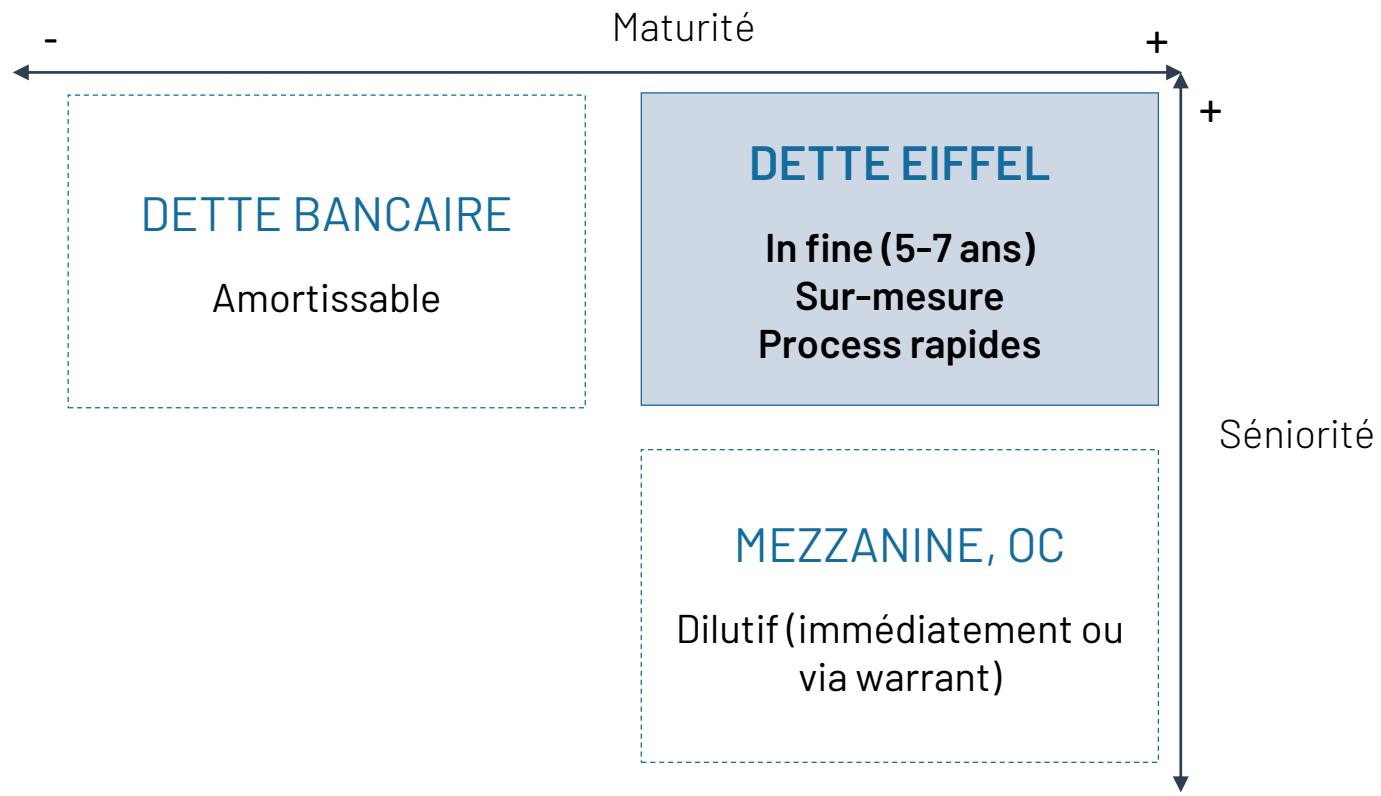 Maturité
-
+
+
DETTE BANCAIRE
Amortissable
DETTE EIFFEL
In fine (5-7 ans)
Sur-mesure
Process rapides
Séniorité
MEZZANINE, OC
Dilutif (immédiatement ou
via warrant)